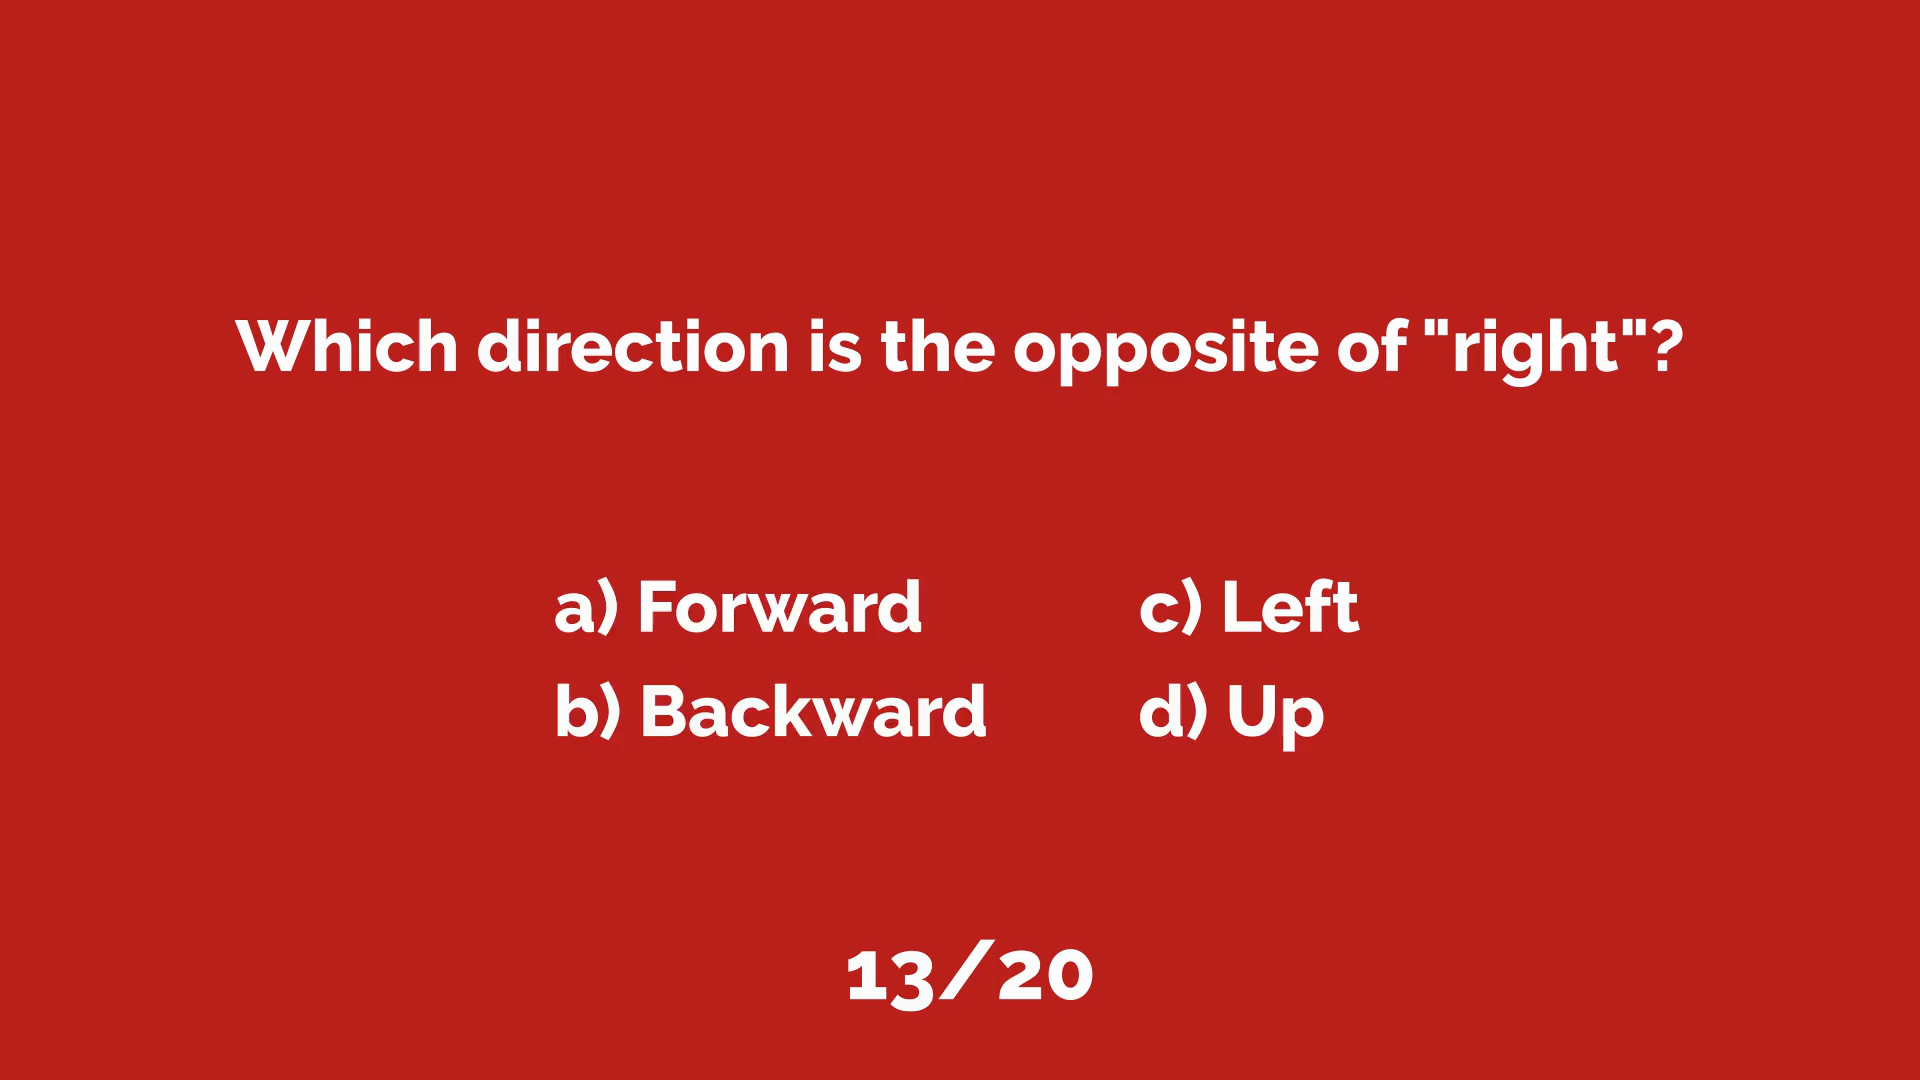 Which direction is the opposite of "right"?
a) Forward
b) Backward
c) Left
d) Up
13/20